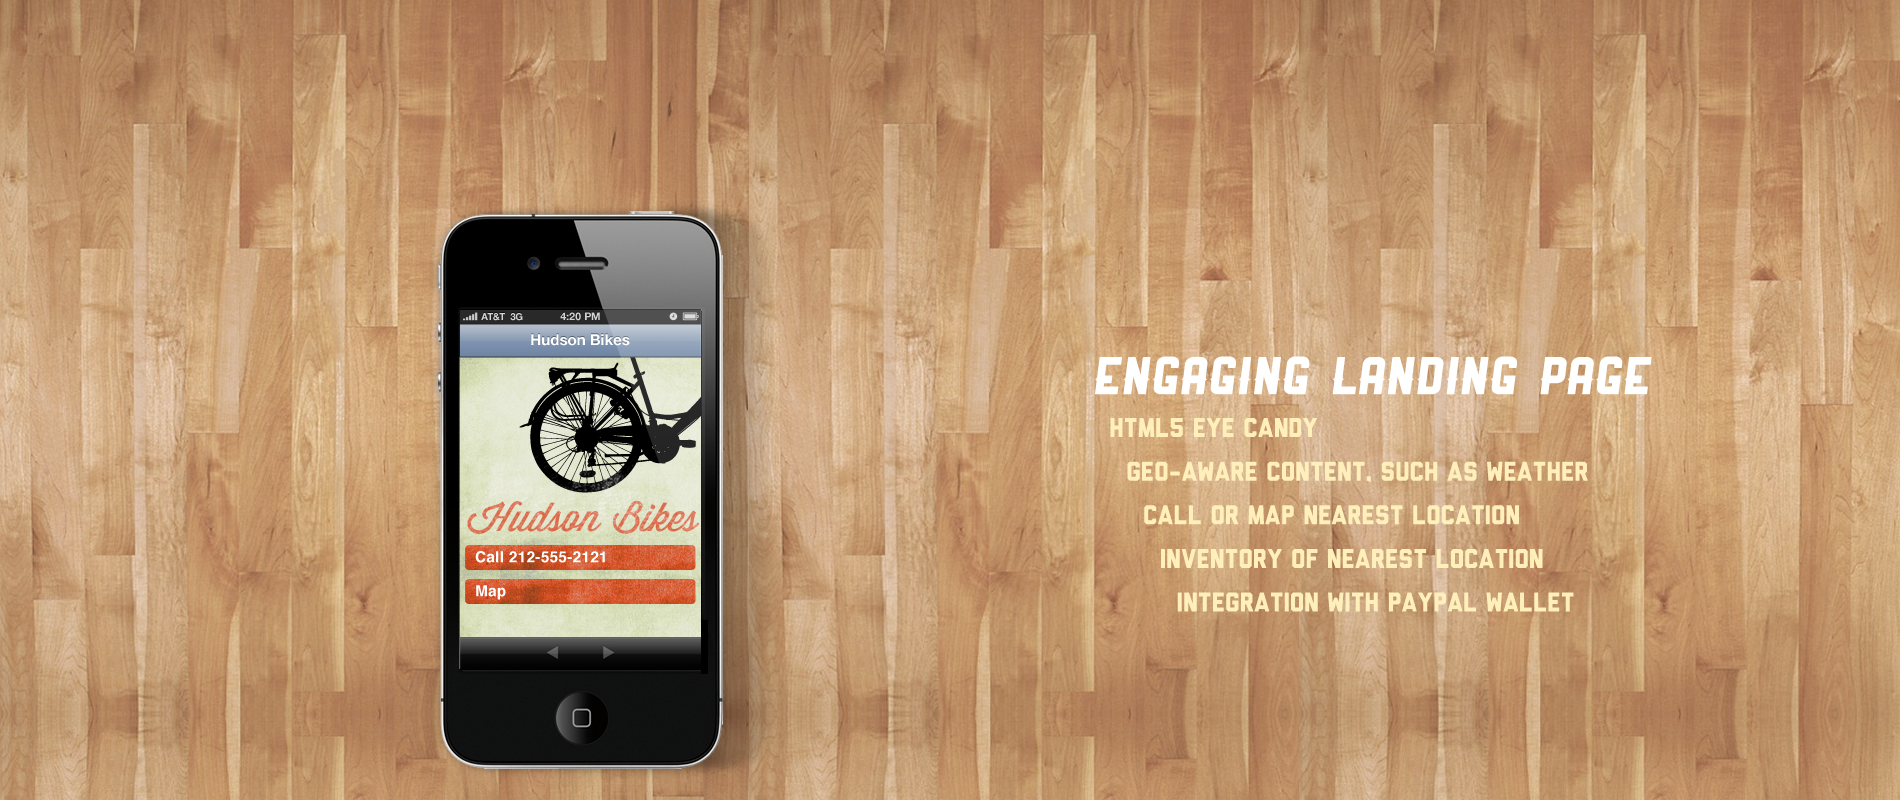 AT&T 3G 4:20 PM
Hudson Bikes
Hudson Bikes
Call 212-555-2121
Map
ENGAGING LANDING PAGE
HTML5 EYE CANDY
GEO-AWARE CONTENT, SUCH AS WEATHER
CALL OR MAP NEAREST LOCATION
INVENTORY OF NEAREST LOCATION
INTEGRATION WITH PAYPAL WALLET